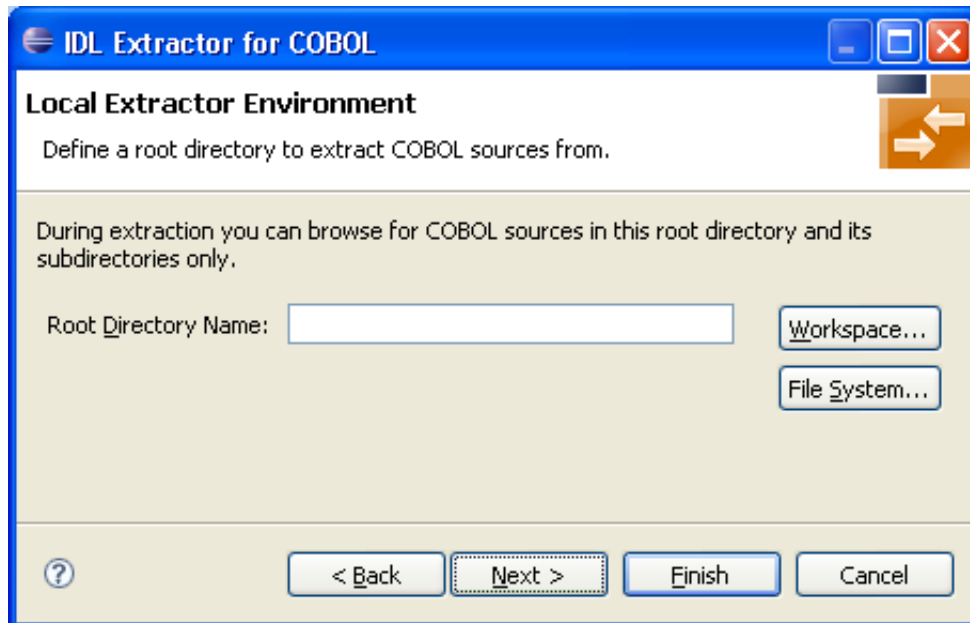 IDL Extractor for COBOL
Local Extractor Environment
Define a root directory to extract COBOL sources from.
During extraction you can browse for COBOL sources in this root directory and its
subdirectories only.
Root Directory Name:
Workspace...
File System...
< Back
Next >
Finish
Cancel